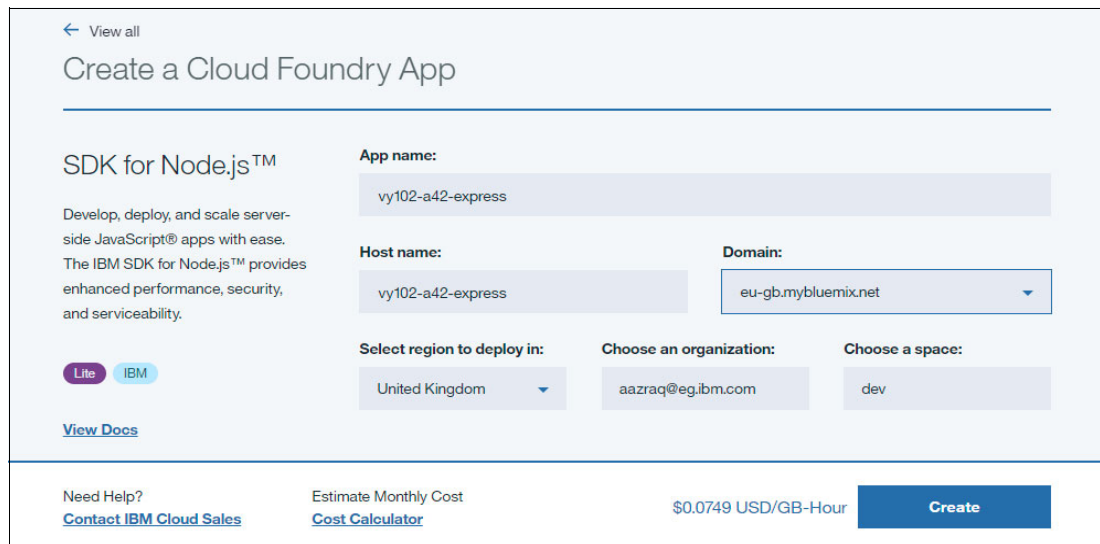 ← View all
Create a Cloud Foundry App
SDK for Node.js™
Develop, deploy, and scale server-
side JavaScript® apps with ease.
The IBM SDK for Node.js™ provides
enhanced performance, security,
and serviceability.
Lite IBM
View Docs
App name:
vy102-a42-express
Host name:
vy102-a42-express
Domain:
eu-gb.mybluemix.net
Select region to deploy in:
United Kingdom
Choose an organization:
aazraq@eg.ibm.com
Choose a space:
dev
Need Help?
Contact IBM Cloud Sales
Estimate Monthly Cost
Cost Calculator
$0.0749 USD/GB-Hour
Create